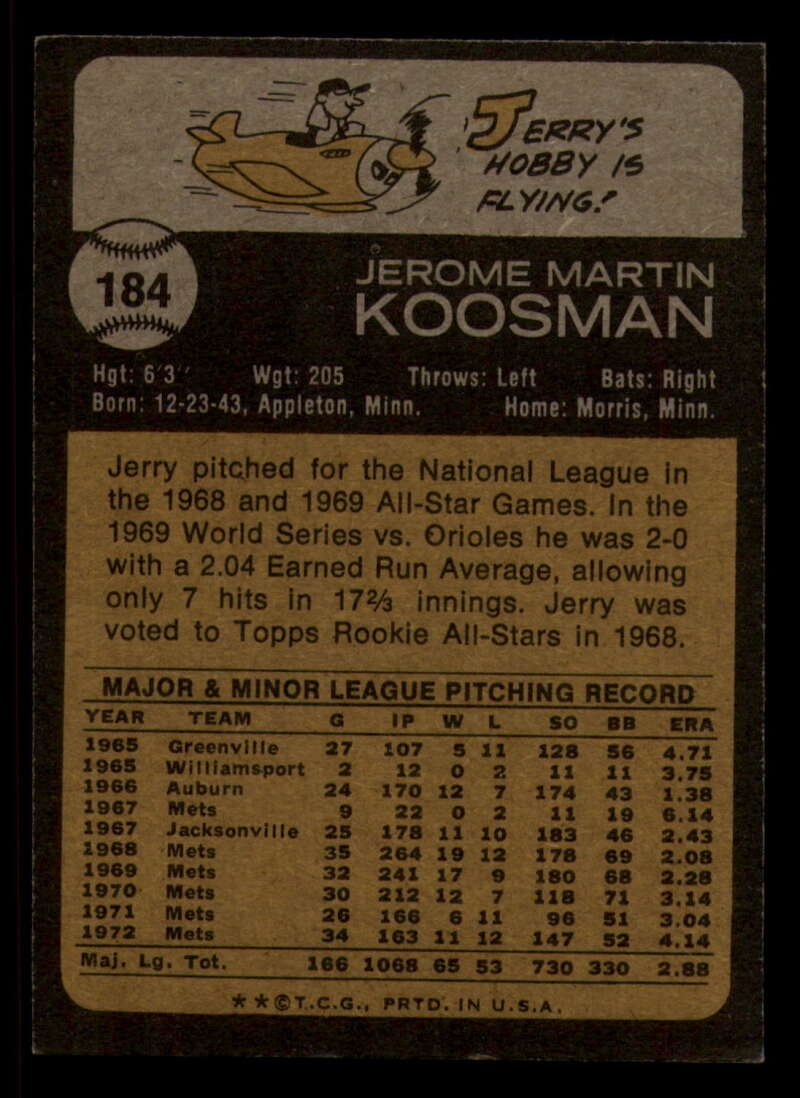 JERRY'S
HOBBY IS
FLYING!
184
JEROME MARTIN
KOOSMAN
Hgt: 6'3" Wgt: 205 Throws: Left Bats: Right
Born: 12-23-43, Appleton, Minn. Home: Morris, Minn.
Jerry pitched for the National League in
the 1968 and 1969 All-Star Games. In the
1969 World Series vs. Orioles he was 2-0
with a 2.04 Earned Run Average, allowing
only 7 hits in 17⅔ innings. Jerry was
voted to Topps Rookie All-Stars in 1968.
MAJOR & MINOR LEAGUE PITCHING RECORD
YEAR TEAM G IP W L SO BB ERA
1965 Greenville 27 107 5 11 128 56 4.71
1965 Williamsport 2 12 0 2 11 11 3.75
1966 Auburn 24 170 12 7 174 43 1.38
1967 Mets 9 22 0 2 11 19 6.14
1967 Jacksonville 25 178 11 10 183 46 2.43
1968 Mets 35 264 19 12 178 69 2.08
1969 Mets 32 241 17 9 180 68 2.28
1970 Mets 30 212 12 7 118 71 3.14
1971 Mets 26 166 6 11 96 51 3.04
1972 Mets 34 163 11 12 147 52 4.14
Maj. Lg. Tot. 166 1068 65 53 730 330 2.88
**©T.C.G., PRTD. IN U.S.A.